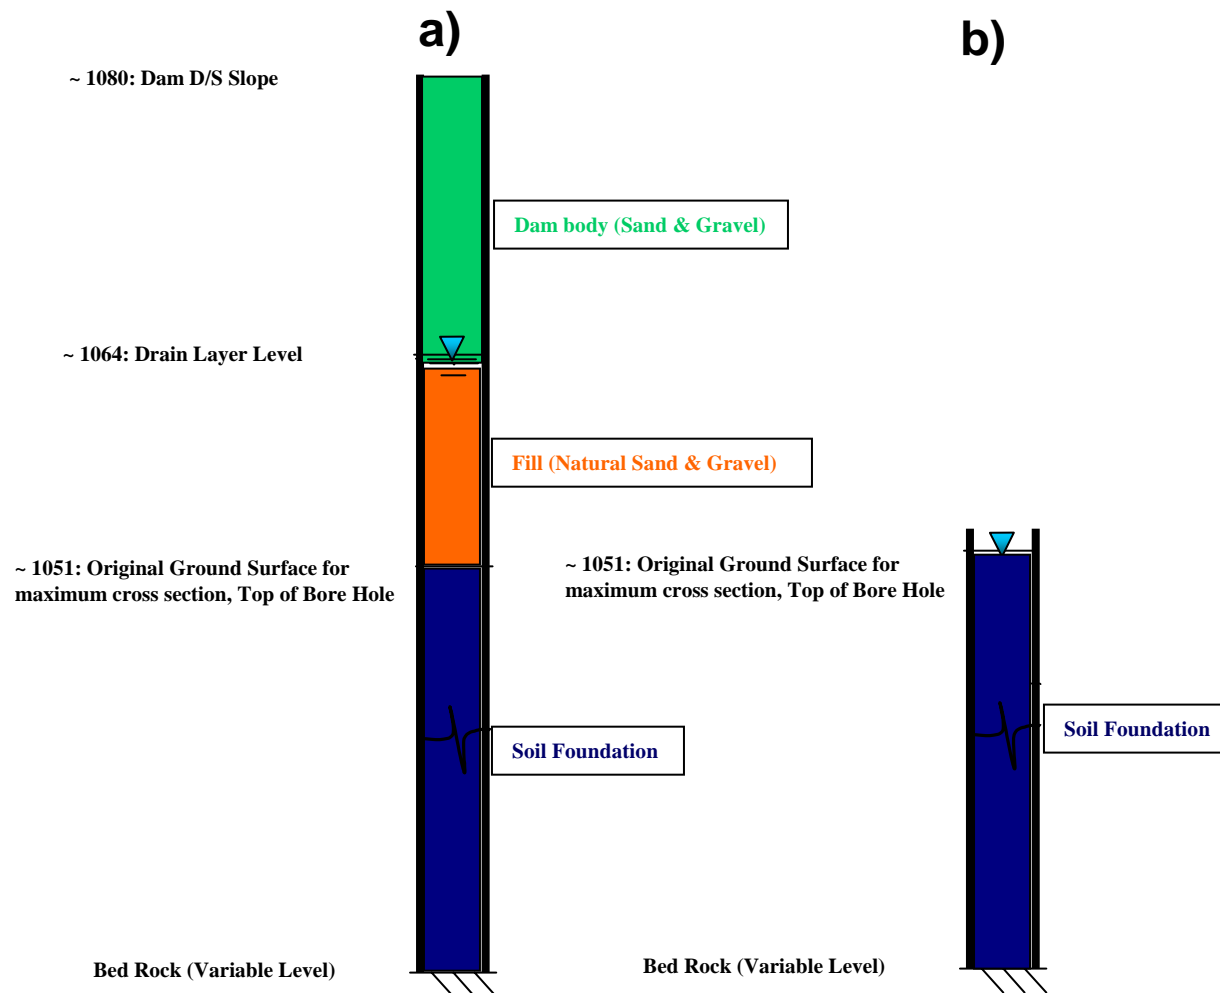 a)
b)
~ 1080: Dam D/S Slope
Dam body (Sand & Gravel)
~ 1064: Drain Layer Level
Fill (Natural Sand & Gravel)
~ 1051: Original Ground Surface for
maximum cross section, Top of Bore Hole
~ 1051: Original Ground Surface for
maximum cross section, Top of Bore Hole
Soil Foundation
Soil Foundation
Bed Rock (Variable Level)
Bed Rock (Variable Level)